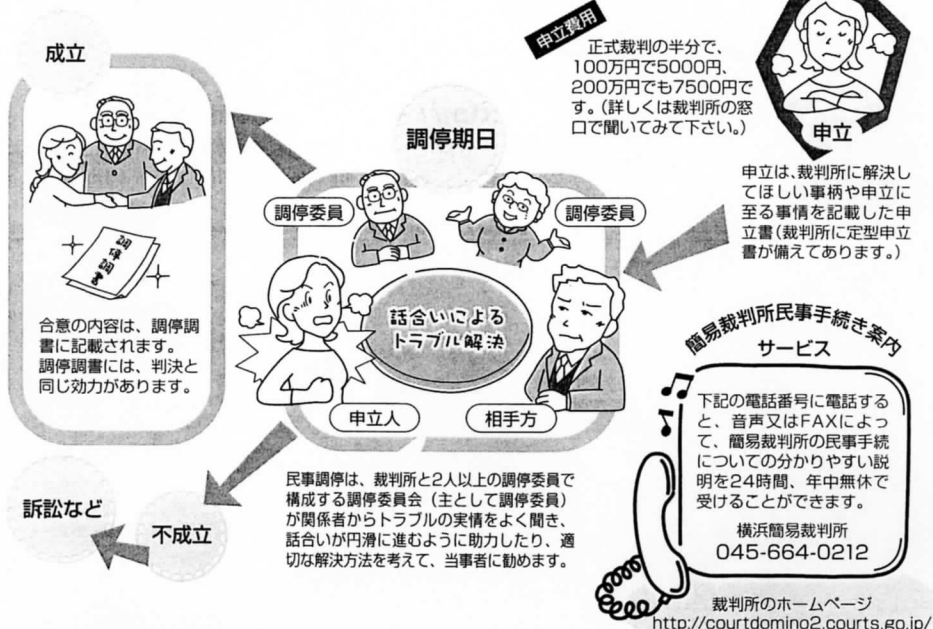 申立費用
正式裁判の半分で、
100万円で5000円、
200万円でも7500円で
す。(詳しくは裁判所の窓
口で聞いてみて下さい。)
申立
申立は、裁判所に解決し
てほしい事柄や申立に
至る事情を記載した申
立書(裁判所に定型申立
書が備えてあります。)
調停期日
調停委員
調停委員
話合いによる
トラブル解決
申立人
相手方
民事調停は、裁判所と2人以上の調停委員で
構成する調停委員会(主として調停委員)
が関係者からトラブルの実情をよく聞き、
話合いが円滑に進むように助力したり、適
切な解決方法を考えて、当事者に勧めます。
成立
調停調書
合意の内容は、調停調
書に記載されます。
調停調書には、判決と
同じ効力があります。
不成立
訴訟など
簡易裁判所民事手続き案内
サービス
下記の電話番号に電話する
と、音声又はFAXによっ
て、簡易裁判所の民事手続
についての分かりやすい説
明を24時間、年中無休で
受けることができます。
横浜簡易裁判所
045-664-0212
裁判所のホームページ
http://courtdomino2.courts.go.jp/